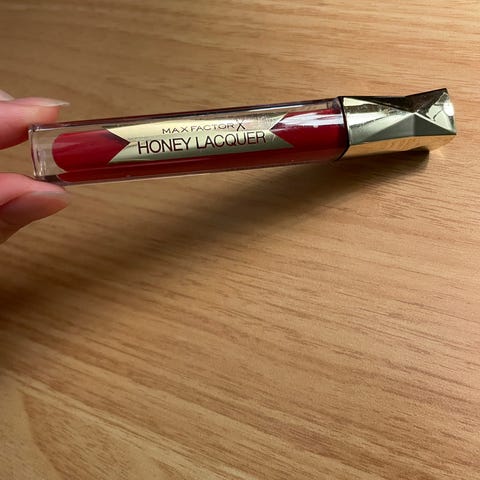 MAX FACTOR X
HONEY LACQUER